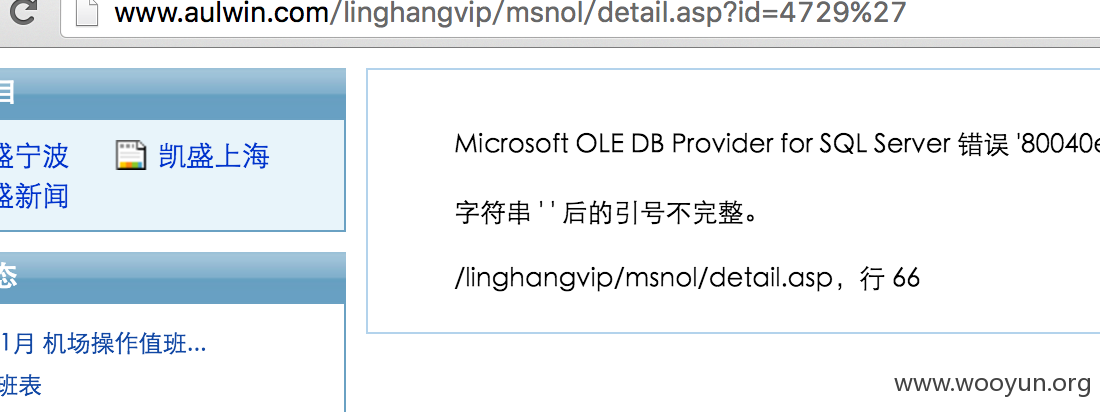 www.aulwin.com/linghangvip/msnol/detail.asp?id=4729%27
目
盛宁波
凯盛上海
盛新闻
态
1月 机场操作值班...
班表
Microsoft OLE DB Provider for SQL Server 错误 '80040e
字符串 ' ' 后的引号不完整。
/linghangvip/msnol/detail.asp，行 66
www.wooyun.org